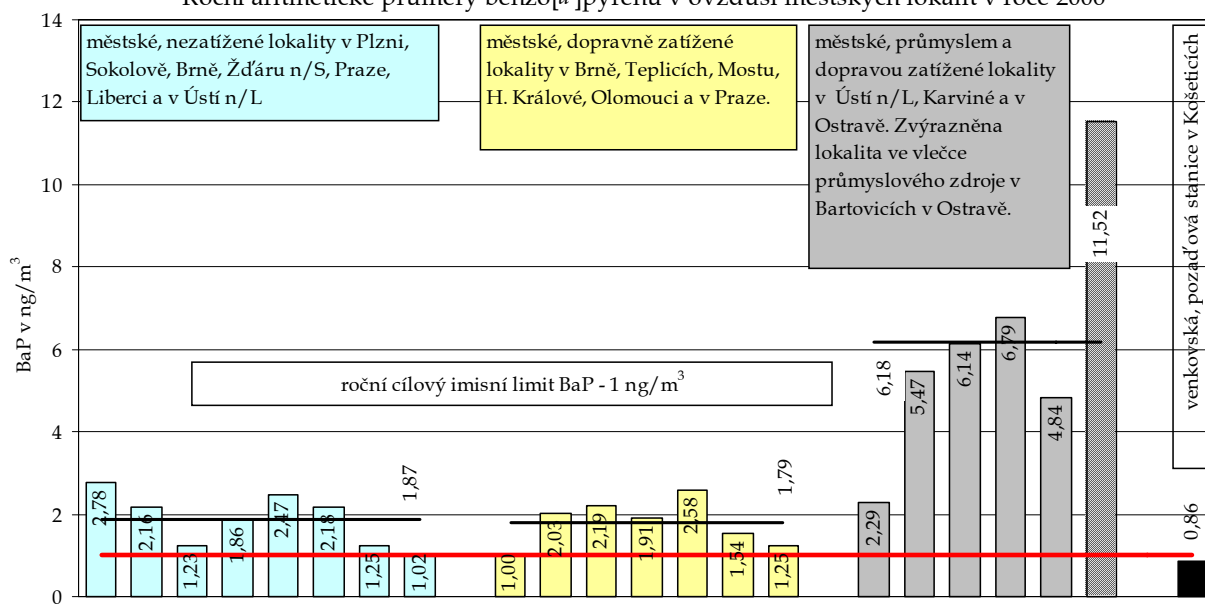 Roční aritmetické průměry benzo[a]pyrenu v ovzduší městských lokalit v roce
14
12
10
8
6
4
2
0
BaP v ng/m³
městské, nezatížené lokality v Plzni,
Sokolově, Brně, Žďáru n/S, Praze,
Liberci a v Ústí n/L
městské, dopravně zatížené
lokality v Brně, Teplicích, Mostu,
H. Králové, Olomouci a v Praze.
městské, průmyslem a
dopravou zatížené lokality
v Ústí n/L, Karviné a v
Ostravě. Zvýrazněna
lokalita ve vlečce
průmyslového zdroje v
Bartovicích v Ostravě.
venkovská, pozaďová stanice v Košeticích
roční cílový imisní limit BaP - 1 ng/m³
2,78
2,16
1,23
1,86
2,47
2,18
1,25
1,02
1,87
1,00
2,03
2,19
1,91
2,58
1,54
1,25
1,79
2,29
6,18
5,47
6,14
6,79
4,84
11,52
0,86